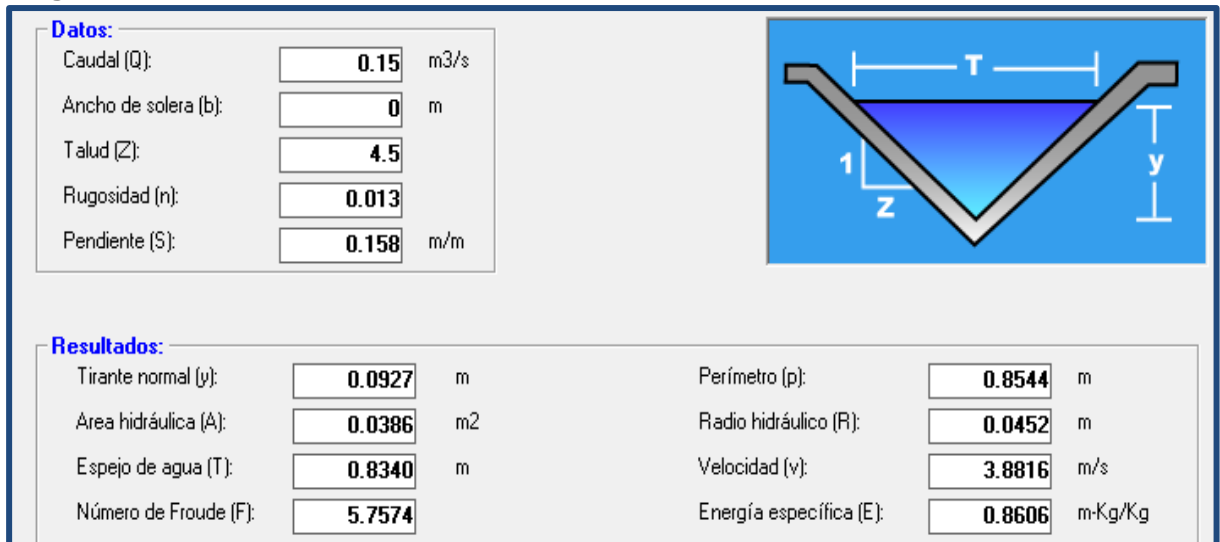 Datos:
Caudal (Q): 0.15 m3/s
Ancho de solera (b): 0 m
Talud (Z): 4.5
Rugosidad (n): 0.013
Pendiente (S): 0.158 m/m
T
1
Z
y
Resultados:
Tirante normal (y): 0.0927 m Perímetro (p): 0.8544 m
Area hidráulica (A): 0.0386 m2 Radio hidráulico (R): 0.0452 m
Espejo de agua (T): 0.8340 m Velocidad (v): 3.8816 m/s
Número de Froude (F): 5.7574 Energía específica (E): 0.8606 m-Kg/Kg